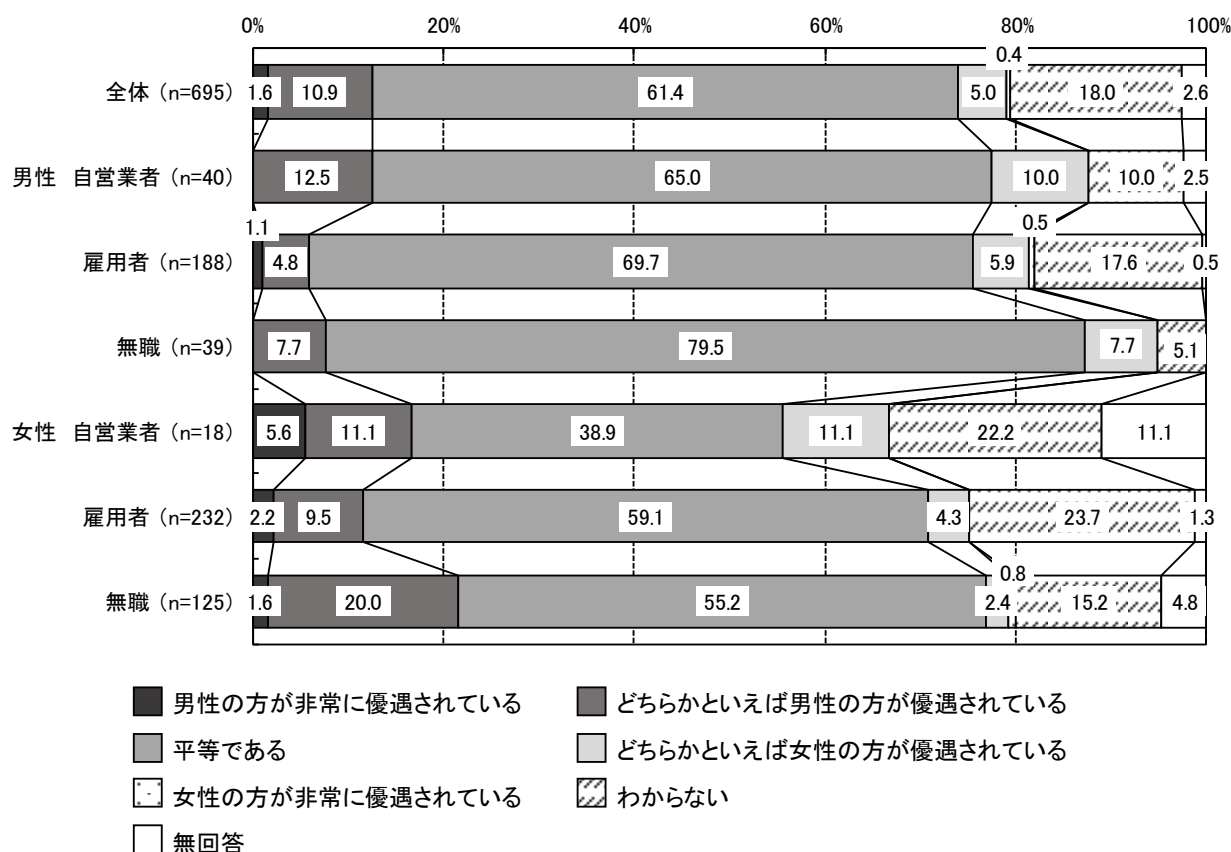 0% 20% 40% 60% 80% 100%
0.4
全体 (n=695) 1.6 10.9 61.4 5.0 18.0 2.6
男性 自営業者 (n=40) 12.5 65.0 10.0 10.0 2.5
1.1 0.5
雇用者 (n=188) 4.8 69.7 5.9 17.6 0.5
無職 (n=39) 7.7 79.5 7.7 5.1
女性 自営業者 (n=18) 5.6 11.1 38.9 11.1 22.2 11.1
雇用者 (n=232) 2.2 9.5 59.1 4.3 23.7 1.3
0.8
無職 (n=125) 1.6 20.0 55.2 2.4 15.2 4.8
男性の方が非常に優遇されている どちらかといえば男性の方が優遇されている
平等である どちらかといえば女性の方が優遇されている
女性の方が非常に優遇されている わからない
無回答